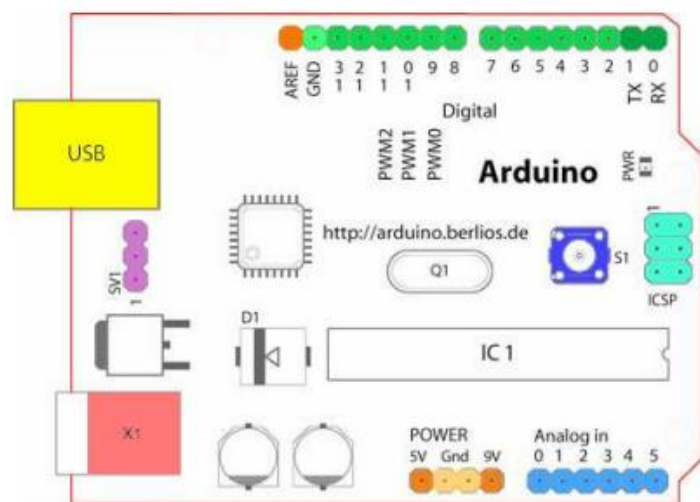 AREF
GND
13
12
11
10
9
8
7
6
5
4
3
2
1
0
TX
RX
Digital
PWM2
PWM1
PWM0
Arduino
PWR
USB
http://arduino.berlios.de
Q1
S1
1
ICSP
SV1
1
D1
IC 1
X1
POWER
5V Gnd 9V
Analog in
0 1 2 3 4 5